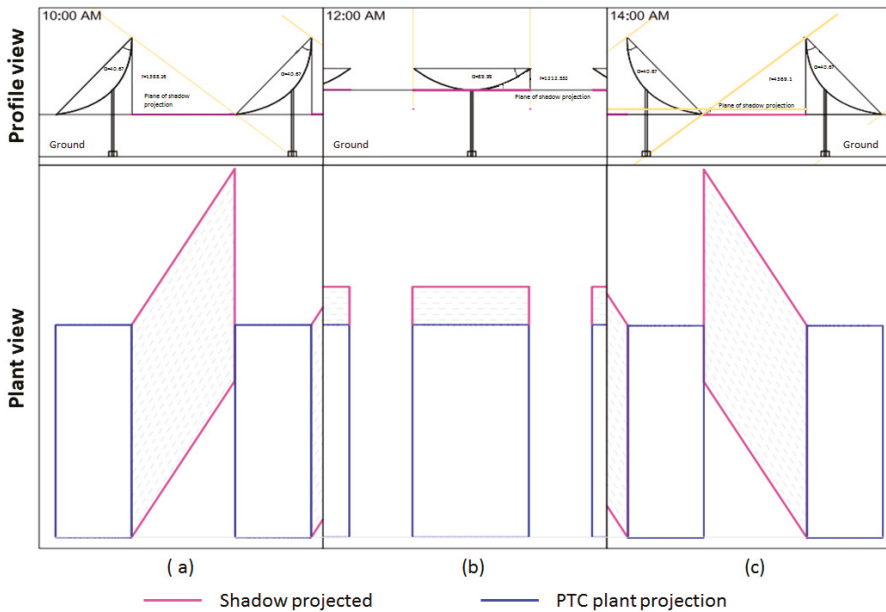 Profile view
10:00 AM
Plane of shadow
projection
Ground
12:00 AM
Plane of shadow projection
Ground
14:00 AM
Plane of shadow projection
Ground
Plant view
( a)
(b)
(c)
Shadow projected
PTC plant projection